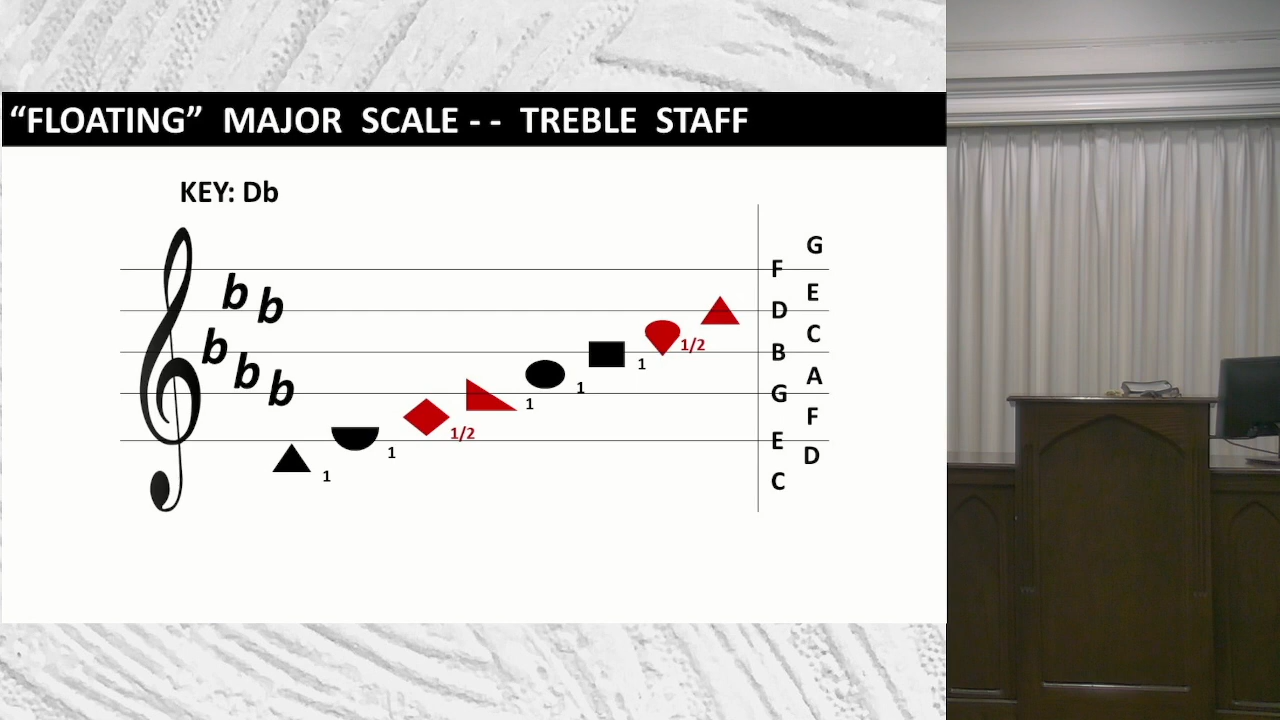 “FLOATING” MAJOR SCALE - - TREBLE STAFF
KEY: Db
b b
b b b
1 1 1/2 1 1 1 1/2
G
F
E
D
C
B
A
G
F
E
D
C